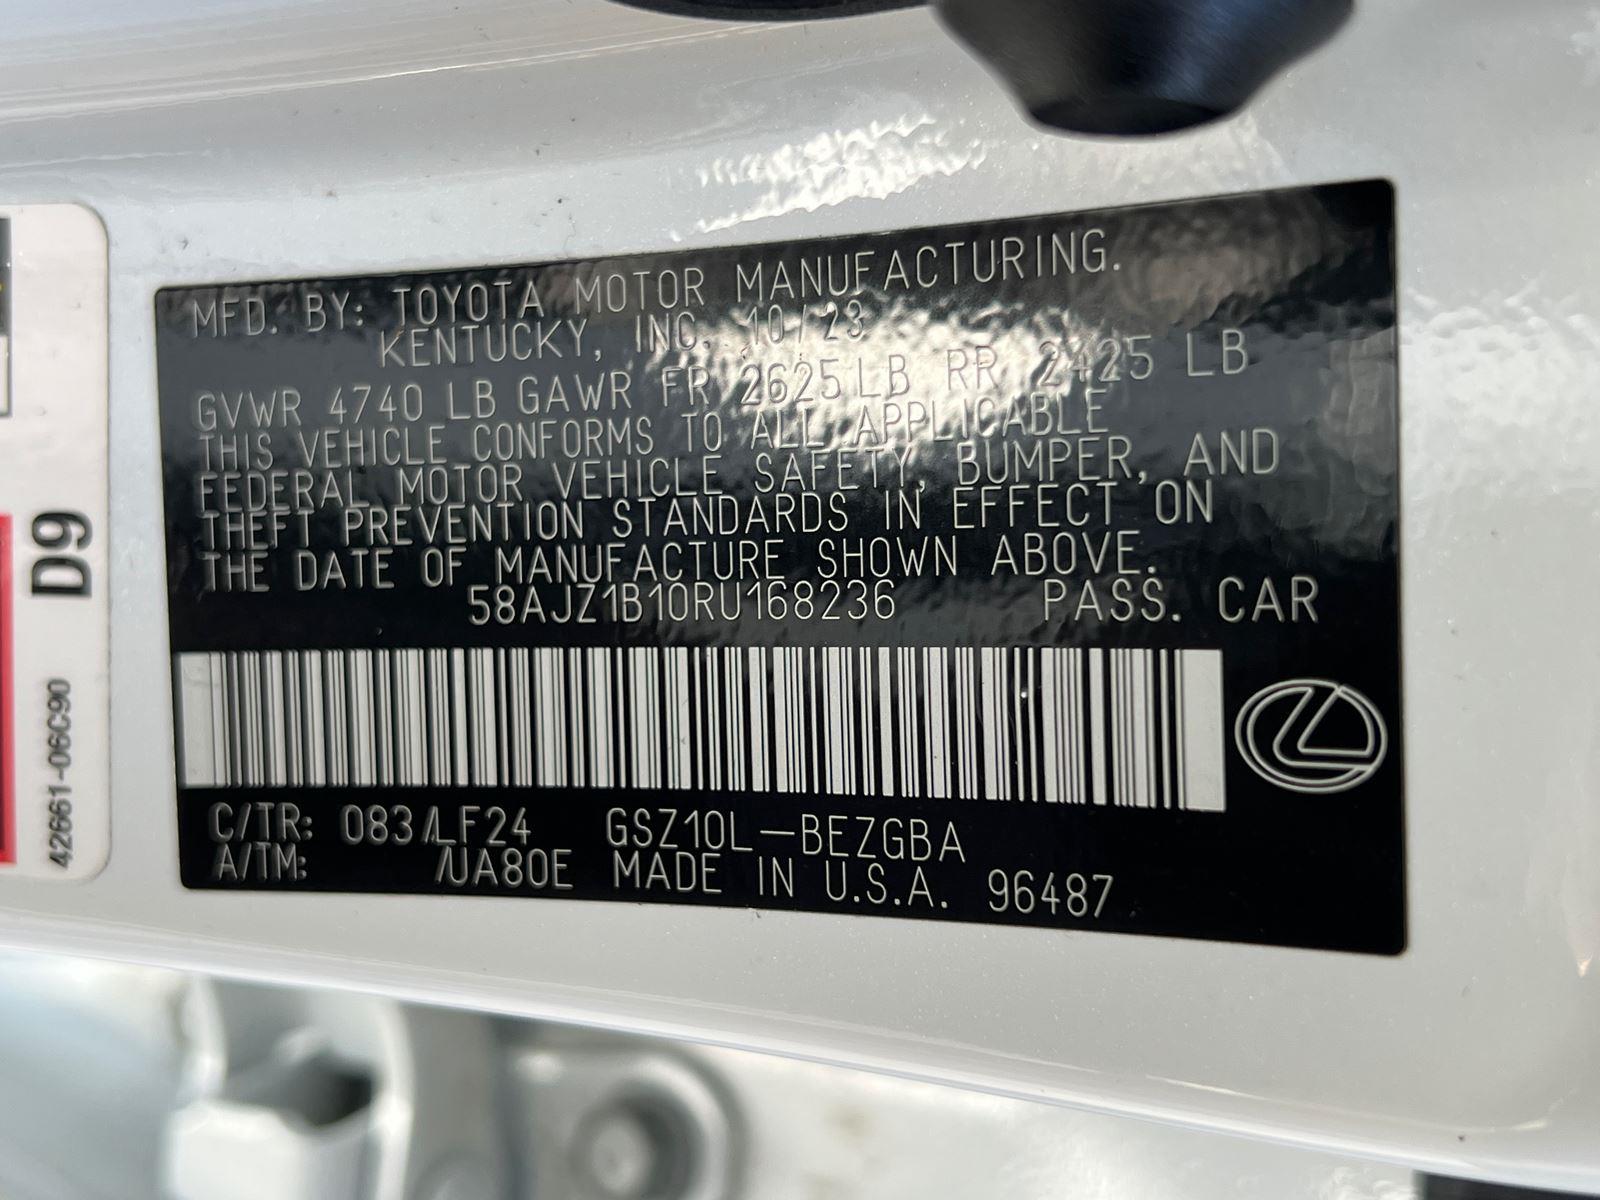 MFD. BY: TOYOTA MOTOR MANUFACTURING.
KENTUCKY, INC. 10/23
GVWR 4740 LB GAWR FR 2625 LB RR 2425 LB
THIS VEHICLE CONFORMS TO ALL APPLICABLE
FEDERAL MOTOR VEHICLE SAFETY, BUMPER, AND
THEFT PREVENTION STANDARDS IN EFFECT ON
THE DATE OF MANUFACTURE SHOWN ABOVE.
58AJZ1B10RU168236 PASS. CAR
C/TR: 083/LF24 GSZ10L-BEZGBA
A/TM: /UA80E MADE IN U.S.A. 96487
D9
42661-06C90